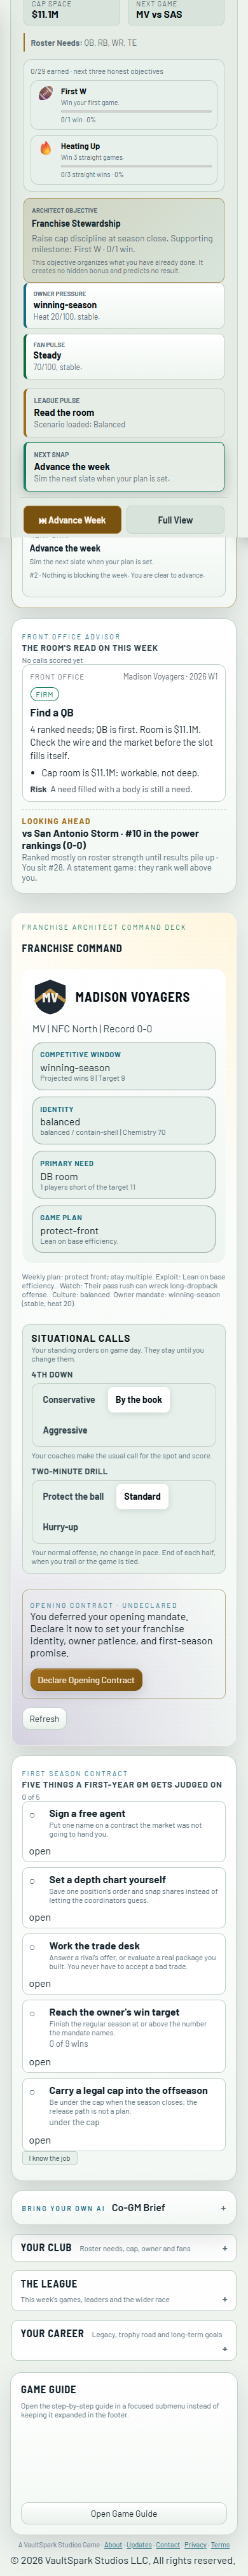 CAP SPACE
$11.1M
NEXT GAME
MV vs SAS
Roster Needs: QB, RB, WR, TE
0/29 earned · next three honest objectives
First W
Win your first game.
0/1 win · 0%
Heating Up
Win 3 straight games.
0/3 straight wins · 0%
ARCHITECT OBJECTIVE
Franchise Stewardship
Raise cap discipline at season close. Supporting
milestone: First W · 0/1 win.
This objective organizes what you have already done. It
creates no hidden bonus and predicts no result.
OWNER PRESSURE
winning-season
Heat 20/100, stable.
FAN PULSE
Steady
70/100, stable.
LEAGUE PULSE
Read the room
Scenario loaded: Balanced
NEXT SNAP
Advance the week
Sim the next slate when your plan is set.
⏭ Advance Week
Full View
Advance the week
Sim the next slate when your plan is set.
#2 · Nothing is blocking the week. You are clear to advance.
FRONT OFFICE ADVISOR
THE ROOM'S READ ON THIS WEEK
No calls scored yet
FRONT OFFICE
Madison Voyagers · 2026 W1
FIRM
Find a QB
4 ranked needs; QB is first. Room is $11.1M.
Check the wire and the market before the slot
fills itself.
• Cap room is $11.1M: workable, not deep.
Risk A need filled with a body is still a need.
LOOKING AHEAD
vs San Antonio Storm · #10 in the power
rankings (0-0)
Ranked mostly on roster strength until results pile up ·
You sit #28. A statement game: they rank well above
you.
FRANCHISE ARCHITECT COMMAND DECK
FRANCHISE COMMAND
MV
MADISON VOYAGERS
MV | NFC North | Record 0-0
COMPETITIVE WINDOW
winning-season
Projected wins 9 | Target 9
IDENTITY
balanced
balanced / contain-shell | Chemistry 70
PRIMARY NEED
DB room
1 players short of the target 11
GAME PLAN
protect-front
Lean on base efficiency.
Weekly plan: protect front; stay multiple. Exploit: Lean on base
efficiency.. Watch: Their pass rush can wreck long-dropback
offense.. Culture: balanced. Owner mandate: winning-season
(stable, heat 20).
SITUATIONAL CALLS
Your standing orders on game day. They stay until you
change them.
4TH DOWN
Conservative
By the book
Aggressive
Your coaches make the usual call for the spot and score.
TWO-MINUTE DRILL
Protect the ball
Standard
Hurry-up
Your normal offense, no change in pace. End of each half,
when you trail or the game is tied.
OPENING CONTRACT · UNDECLARED
You deferred your opening mandate.
Declare it now to set your franchise
identity, owner patience, and first-season
promise.
Declare Opening Contract
Refresh
FIRST SEASON CONTRACT
FIVE THINGS A FIRST-YEAR GM GETS JUDGED ON
0 of 5
Sign a free agent
Put one name on a contract the market was not
going to hand you.
open
Set a depth chart yourself
Save one position's order and snap shares instead of
letting the coordinators guess.
open
Work the trade desk
Answer a rival's offer, or evaluate a real package you
built. You never have to accept a bad trade.
open
Reach the owner's win target
Finish the regular season at or above the number
the mandate names.
0 of 9 wins
open
Carry a legal cap into the offseason
Be under the cap when the season closes; the
release path is not a plan.
under the cap
open
I know the job
BRING YOUR OWN AI Co-GM Brief +
YOUR CLUB Roster needs, cap, owner and fans +
THE LEAGUE
This week's games, leaders and the wider race +
YOUR CAREER Legacy, trophy road and long-term goals
+
GAME GUIDE
Open the step-by-step guide in a focused submenu instead of
keeping it expanded in the footer.
Open Game Guide
A VaultSpark Studios Game · About · Updates · Contact · Privacy · Terms
© 2026 VaultSpark Studios LLC. All rights reserved.